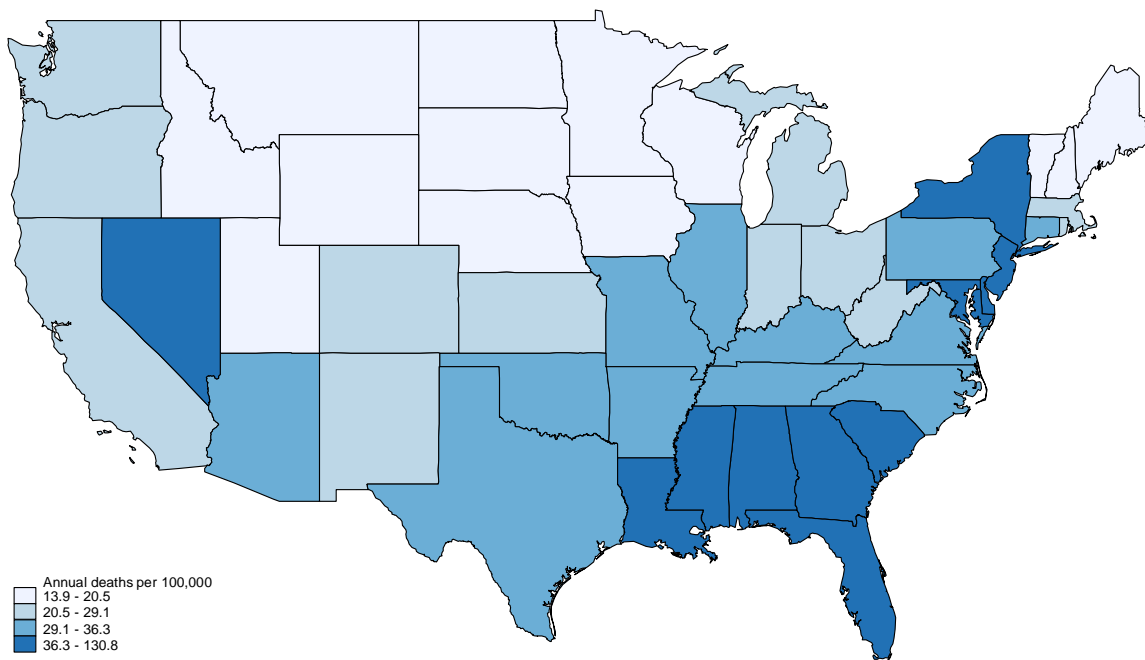 Annual deaths per 100,000
13.9 - 20.5
20.5 - 29.1
29.1 - 36.3
36.3 - 130.8